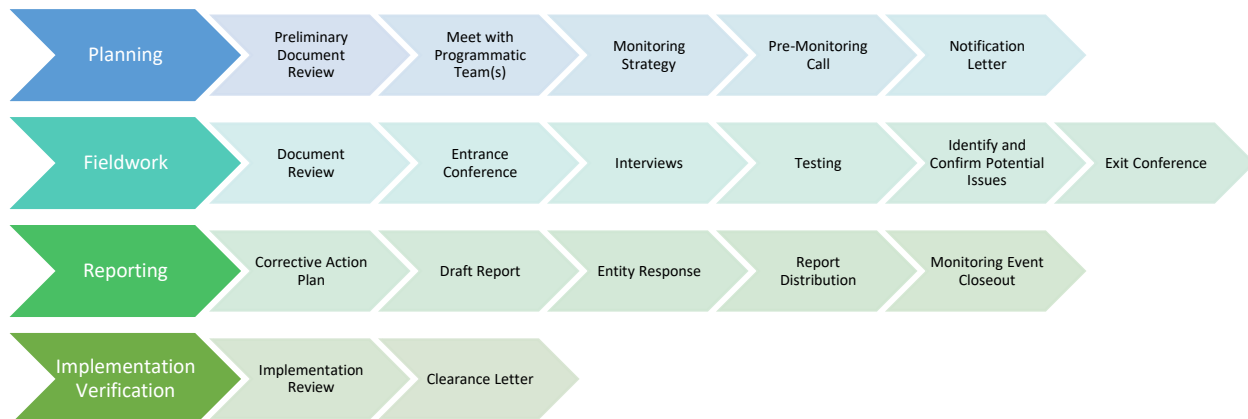 Planning
Preliminary
Document
Review
Meet with
Programmatic
Team(s)
Monitoring
Strategy
Pre-Monitoring
Call
Notification
Letter
Fieldwork
Document
Review
Entrance
Conference
Interviews
Testing
Identify and
Confirm Potential
Issues
Exit Conference
Reporting
Corrective Action
Plan
Draft Report
Entity Response
Report
Distribution
Monitoring Event
Closeout
Implementation
Verification
Implementation
Review
Clearance Letter